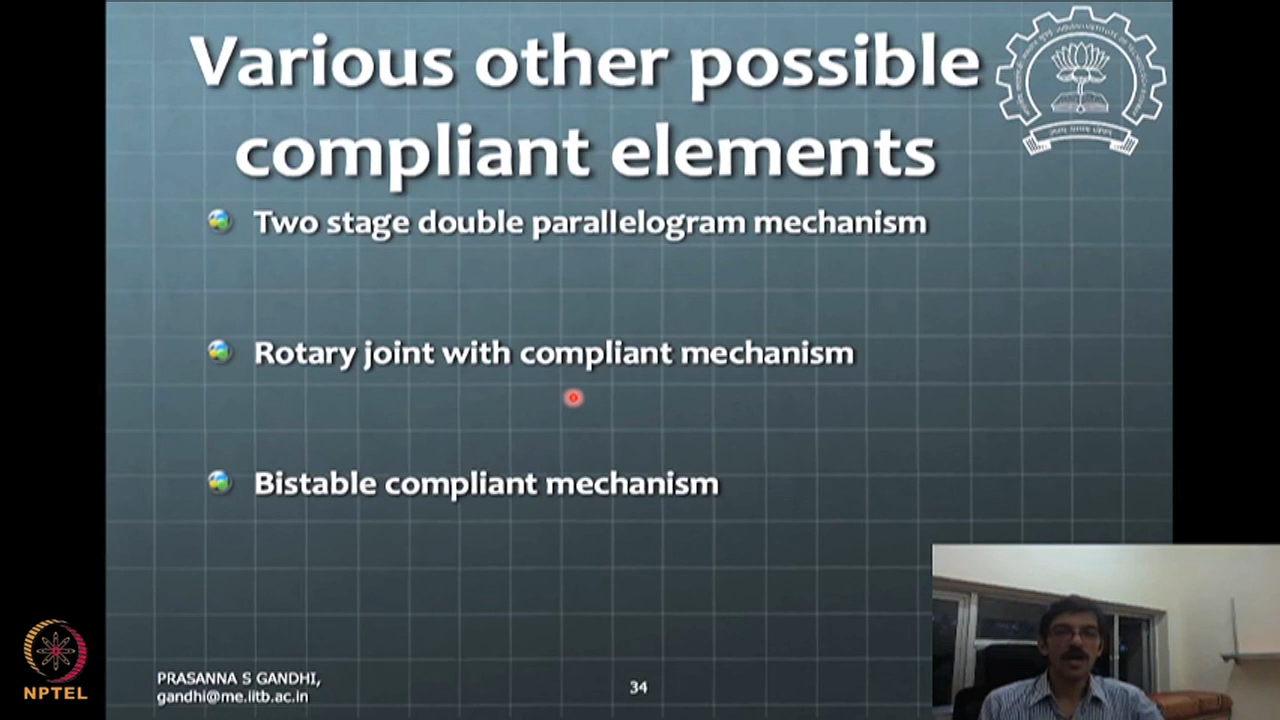 Various other possible
compliant elements
Two stage double parallelogram mechanism
Rotary joint with compliant mechanism
Bistable compliant mechanism
PRASANNA S GANDHI,
gandhi@me.iitb.ac.in
34
NPTEL